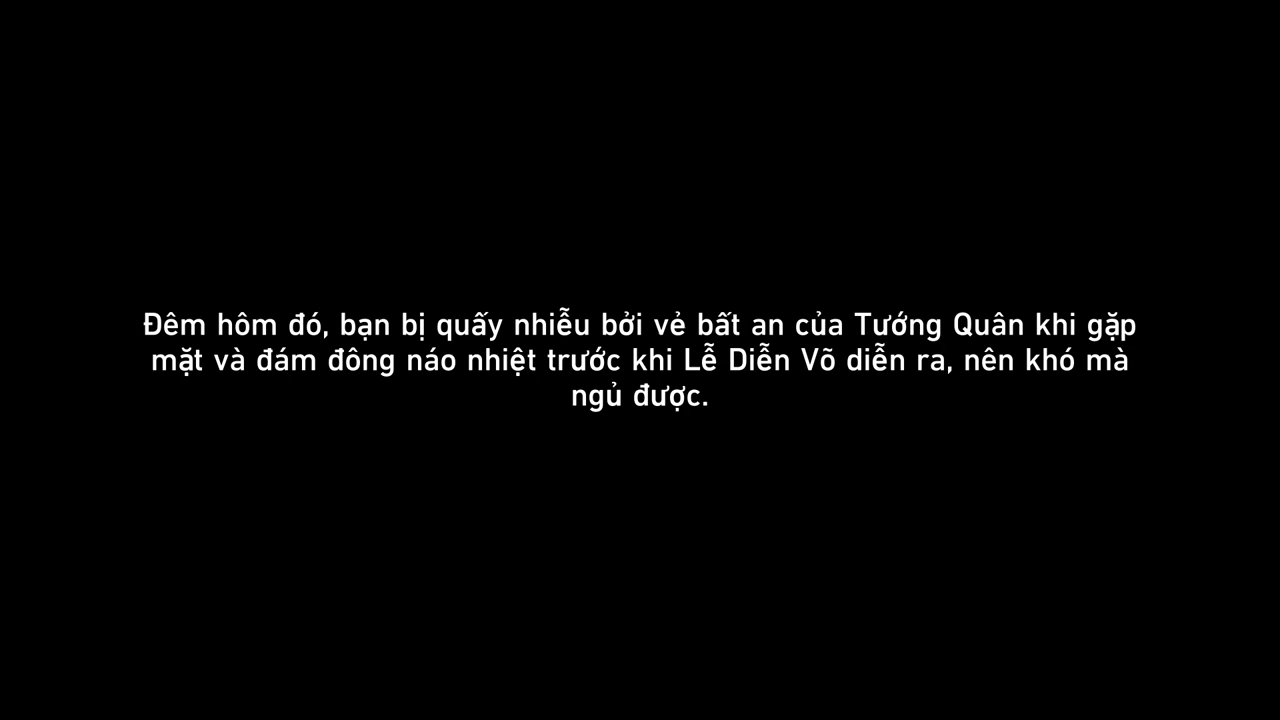 Đêm hôm đó, bạn bị quấy nhiễu bởi vẻ bất an của Tướng Quân khi gặp
mặt và đám đông náo nhiệt trước khi Lễ Diễn Võ diễn ra, nên khó mà
ngủ được.